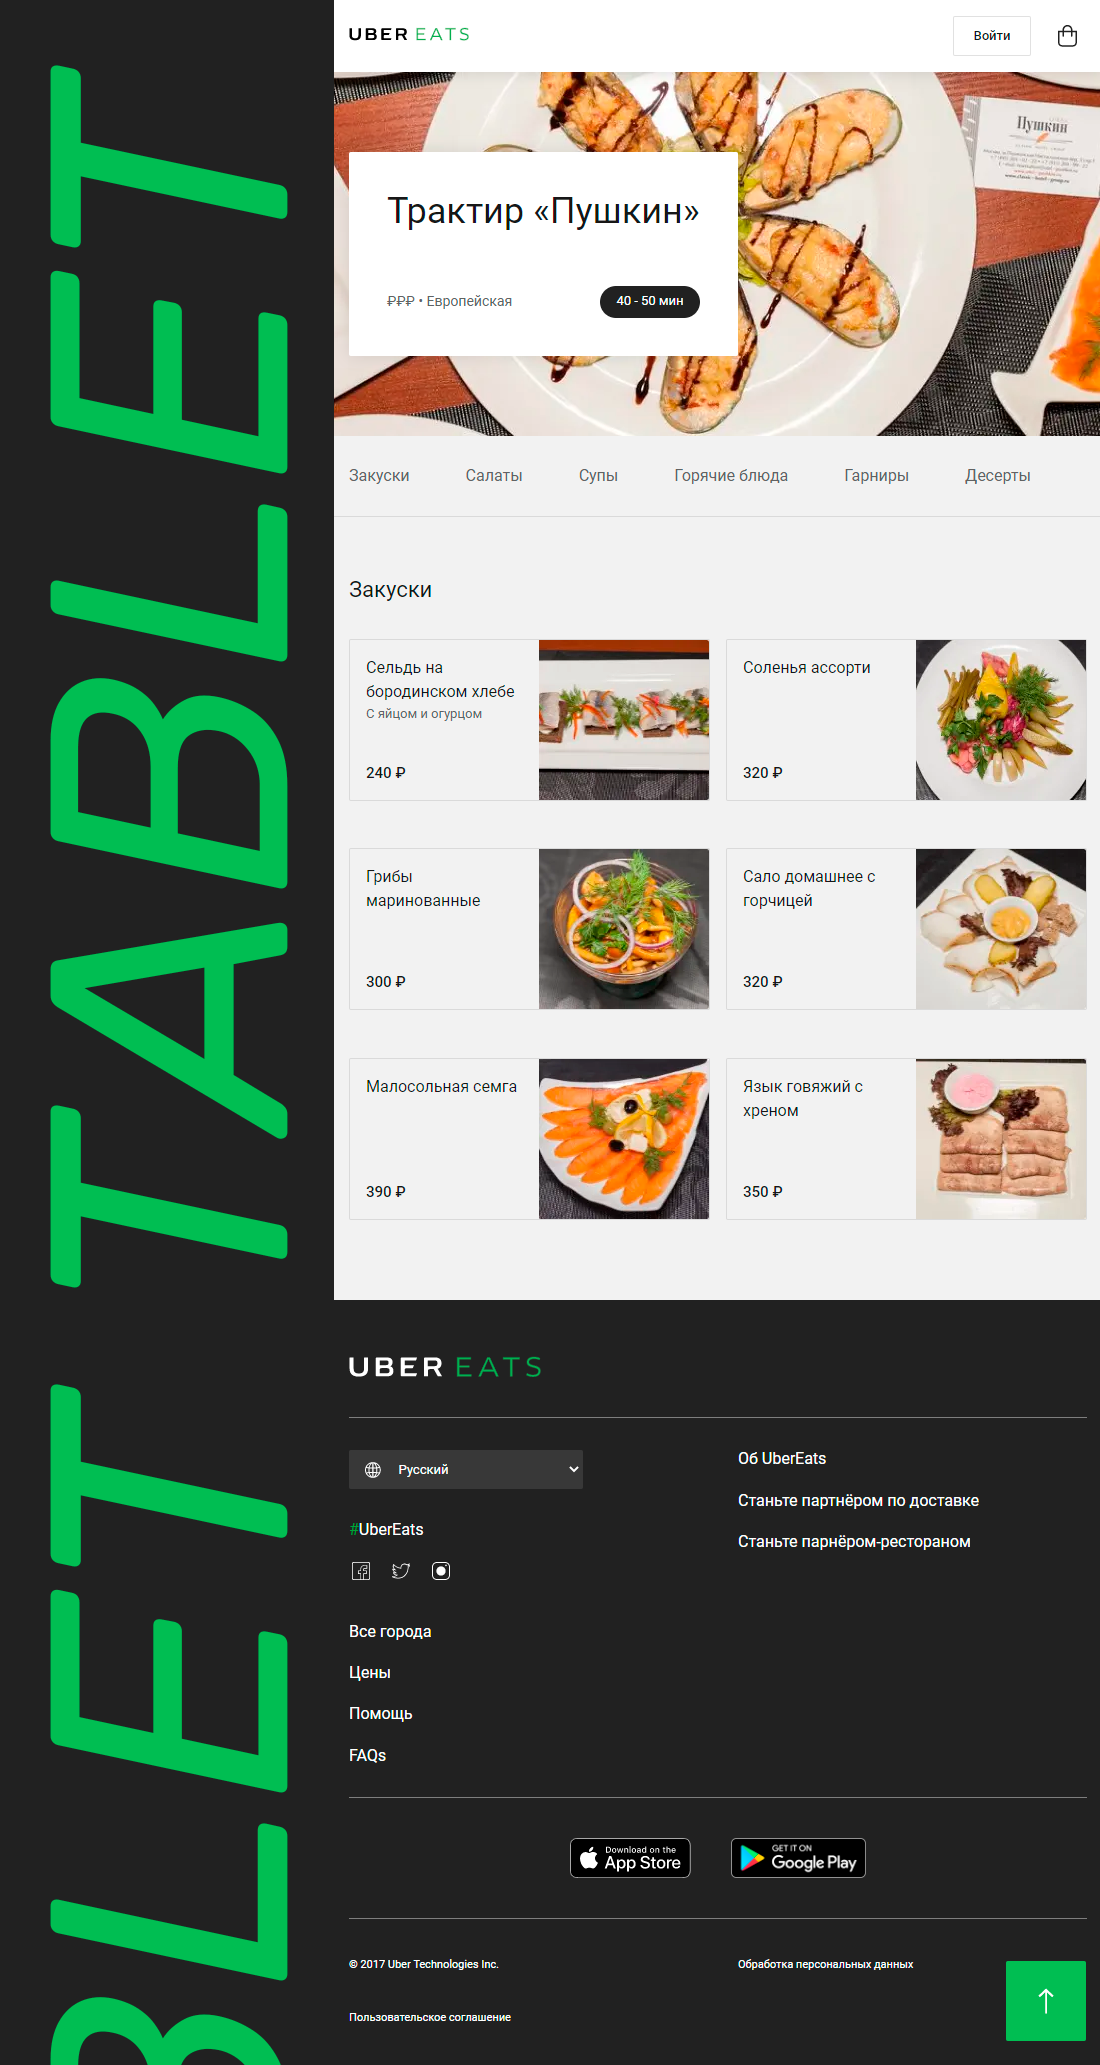 TABLET TABLET
UBER EATS
Войти
Пушкин
Трактир «Пушкин»
₽₽₽ • Европейская
40 - 50 мин
Закуски
Салаты
Супы
Горячие блюда
Гарниры
Десерты
Закуски
Сельдь на
бородинском хлебе
С яйцом и огурцом
240 ₽
Соленья ассорти
320 ₽
Грибы
маринованные
300 ₽
Сало домашнее с
горчицей
320 ₽
Малосольная семга
390 ₽
Язык говяжий с
хреном
350 ₽
UBER EATS
Русский
#UberEats
Все города
Цены
Помощь
FAQs
Об UberEats
Станьте партнёром по доставке
Станьте парнёром-рестораном
Download on the
App Store
GET IT ON
Google Play
© 2017 Uber Technologies Inc.
Обработка персональных данных
Пользовательское соглашение